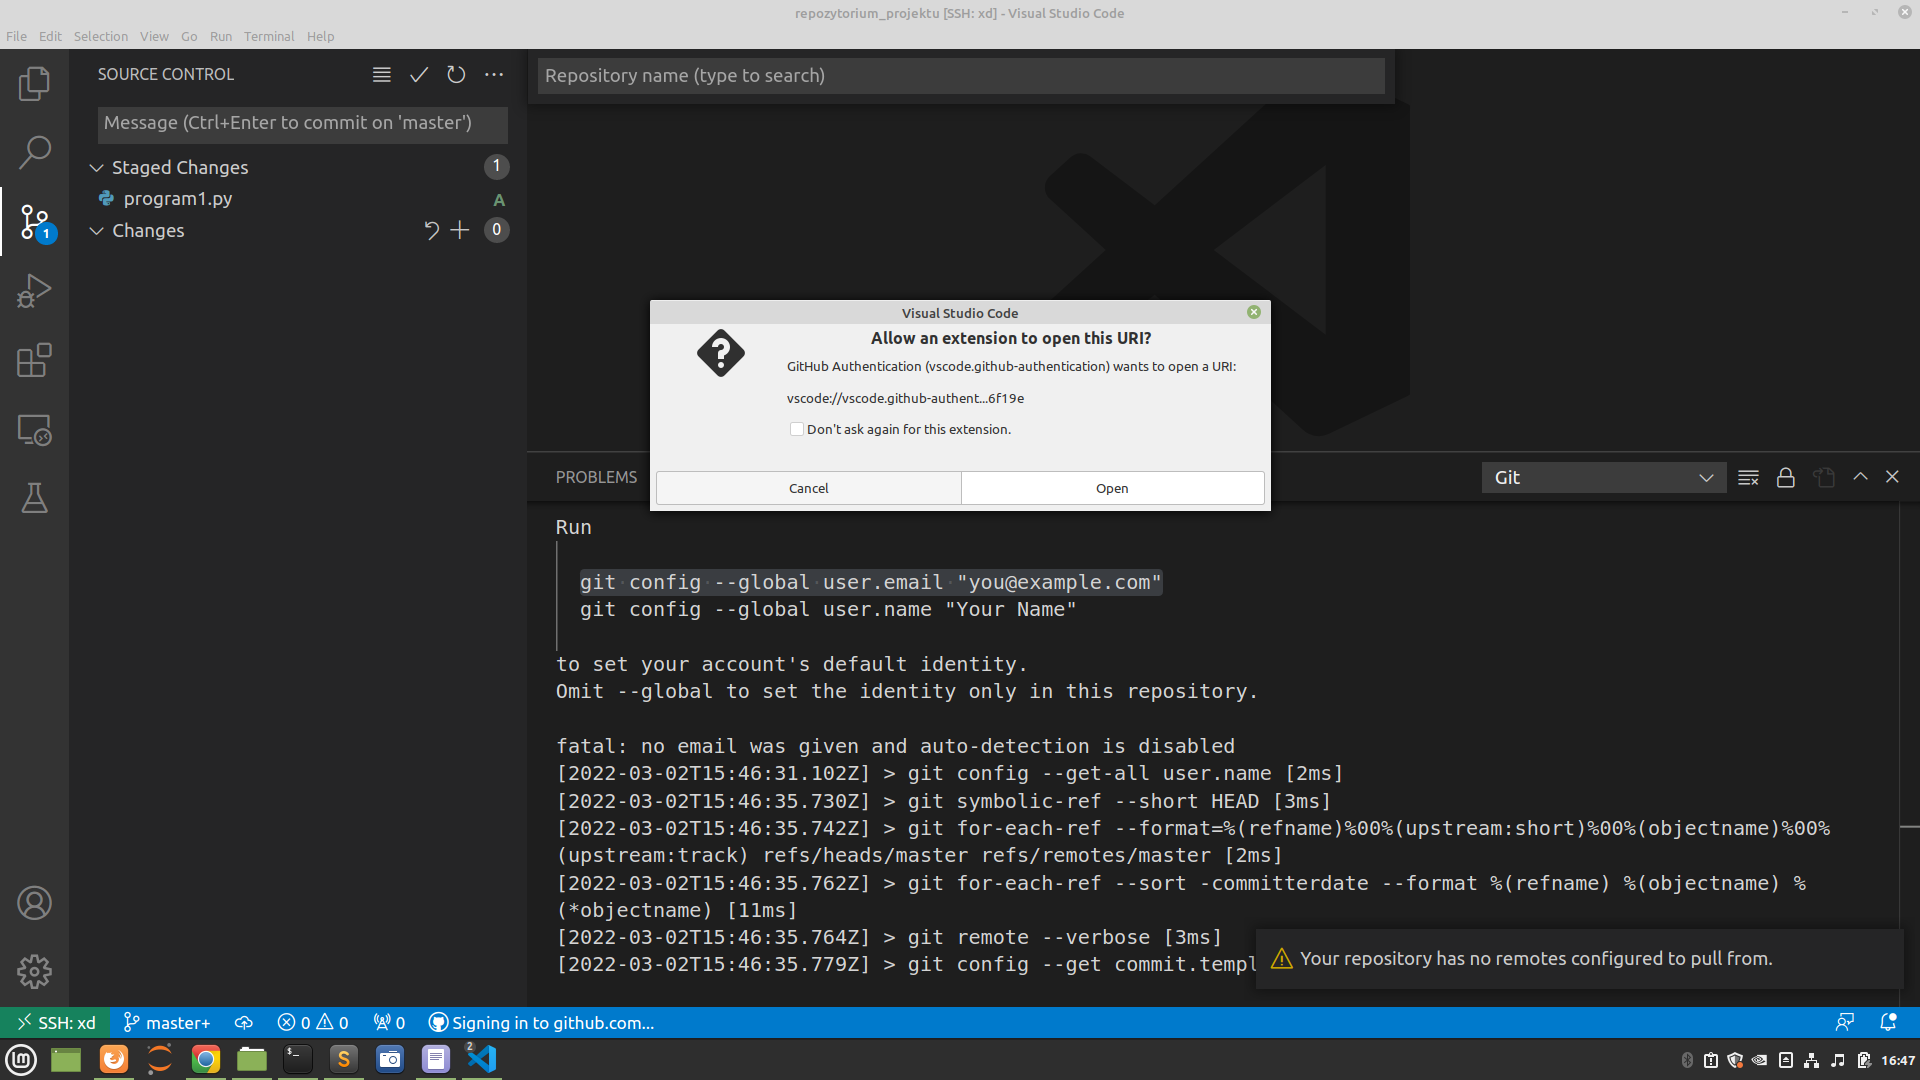 repozytorium_projektu [SSH: xd] - Visual Studio Code
File Edit Selection View Go Run Terminal Help
SOURCE CONTROL
Repository name (type to search)
Message (Ctrl+Enter to commit on 'master')
Staged Changes 1
program1.py A
Changes 0
1
Visual Studio Code
Allow an extension to open this URI?
GitHub Authentication (vscode.github-authentication) wants to open a URI:
vscode://vscode.github-authent...6f19e
Don't ask again for this extension.
Cancel Open
PROBLEMS Git
Run
git config --global user.email "you@example.com"
git config --global user.name "Your Name"
to set your account's default identity.
Omit --global to set the identity only in this repository.
fatal: no email was given and auto-detection is disabled
[2022-03-02T15:46:31.102Z] > git config --get-all user.name [2ms]
[2022-03-02T15:46:35.730Z] > git symbolic-ref --short HEAD [3ms]
[2022-03-02T15:46:35.742Z] > git for-each-ref --format=%(refname)%00%(upstream:short)%00%(objectname)%00%
(upstream:track) refs/heads/master refs/remotes/master [2ms]
[2022-03-02T15:46:35.762Z] > git for-each-ref --sort -committerdate --format %(refname) %(objectname) %
(*objectname) [11ms]
[2022-03-02T15:46:35.764Z] > git remote --verbose [3ms]
[2022-03-02T15:46:35.779Z] > git config --get commit.templ
Your repository has no remotes configured to pull from.
SSH: xd master+ 0 0 0 Signing in to github.com...
2
16:47